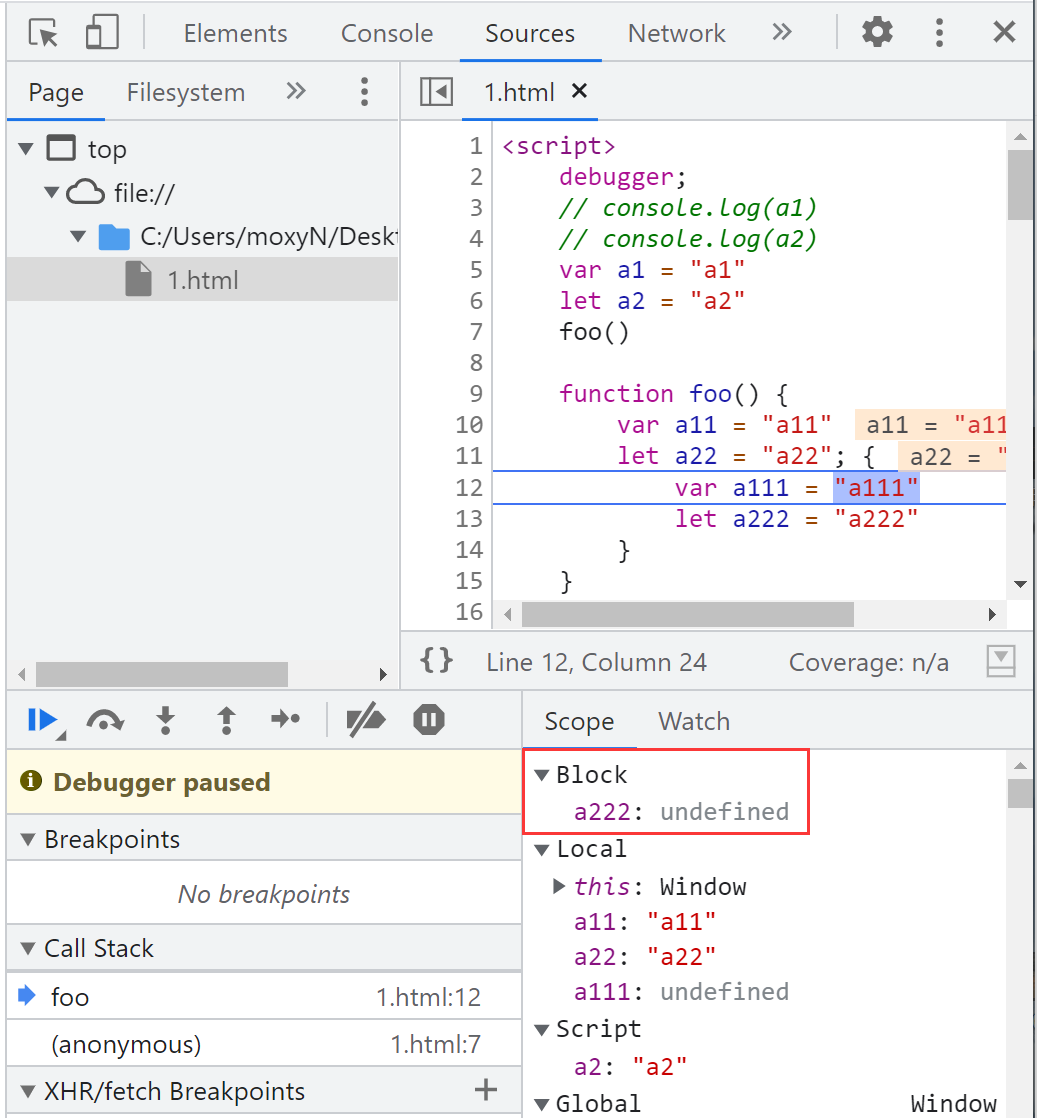 Elements Console Sources Network
Page Filesystem
1.html
top
file://
C:/Users/moxyN/Deskt
1.html
1 <script>
2 debugger;
3 // console.log(a1)
4 // console.log(a2)
5 var a1 = "a1"
6 let a2 = "a2"
7 foo()
8
9 function foo() {
10 var a11 = "a11" a11 = "a11
11 let a22 = "a22"; { a22 = "
12 var a111 = "a111"
13 let a222 = "a222"
14 }
15 }
16
{} Line 12, Column 24 Coverage: n/a
Debugger paused
Breakpoints
No breakpoints
Call Stack
foo 1.html:12
(anonymous) 1.html:7
XHR/fetch Breakpoints +
Scope Watch
Block
a222: undefined
Local
this: Window
a11: "a11"
a22: "a22"
a111: undefined
Script
a2: "a2"
Global Window